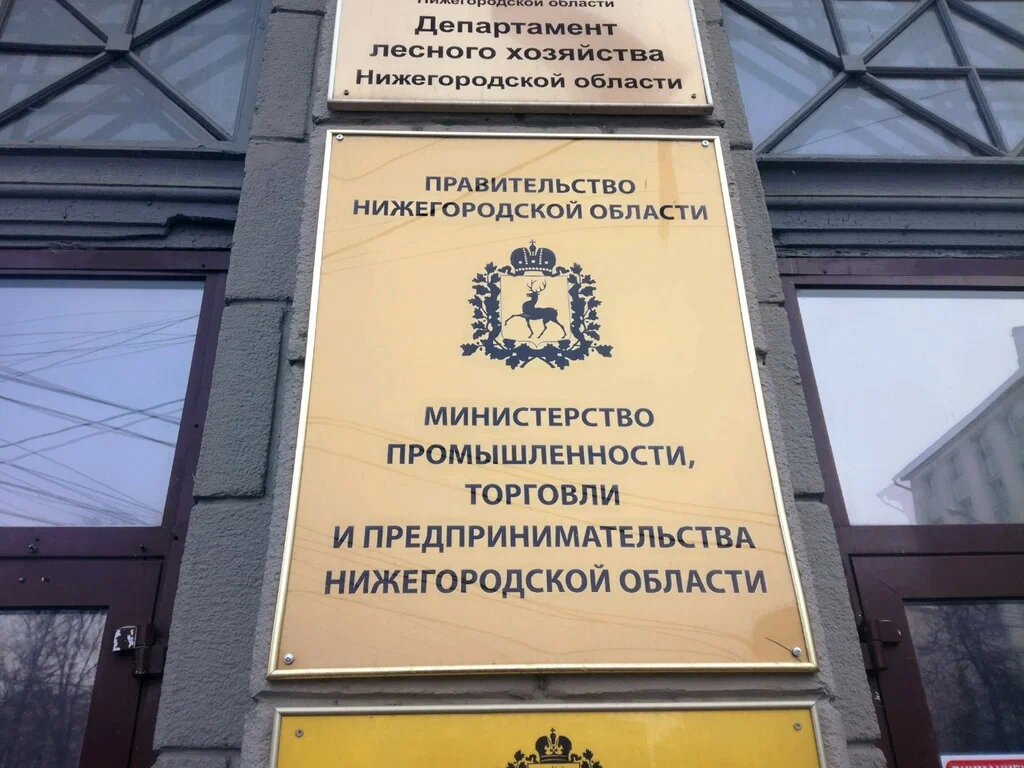 Нижегородской области
Департамент
лесного хозяйства
Нижегородской области
ПРАВИТЕЛЬСТВО
НИЖЕГОРОДСКОЙ ОБЛАСТИ
МИНИСТЕРСТВО
ПРОМЫШЛЕННОСТИ,
ТОРГОВЛИ
И ПРЕДПРИНИМАТЕЛЬСТВА
НИЖЕГОРОДСКОЙ ОБЛАСТИ